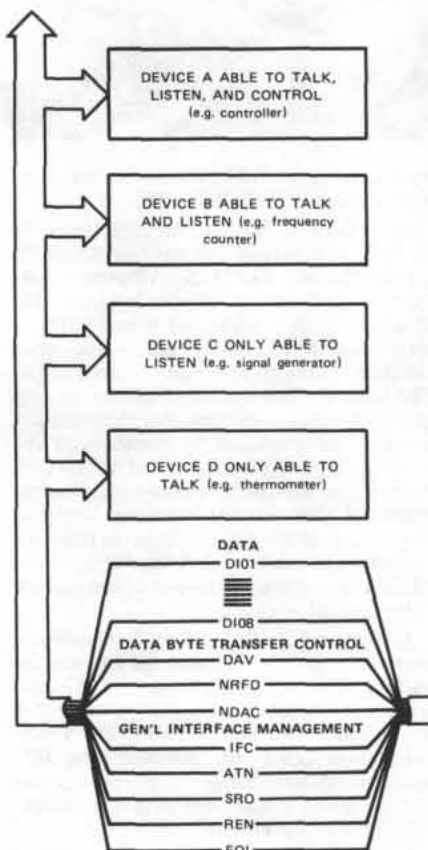 DEVICE A ABLE TO TALK,
LISTEN, AND CONTROL
(e.g. controller)
DEVICE B ABLE TO TALK
AND LISTEN (e.g. frequency
counter)
DEVICE C ONLY ABLE TO
LISTEN (e.g. signal generator)
DEVICE D ONLY ABLE TO
TALK (e.g. thermometer)
DATA
DI01
DI08
DATA BYTE TRANSFER CONTROL
DAV
NRFD
NDAC
GEN'L INTERFACE MANAGEMENT
IFC
ATN
SRO
REN
EOI